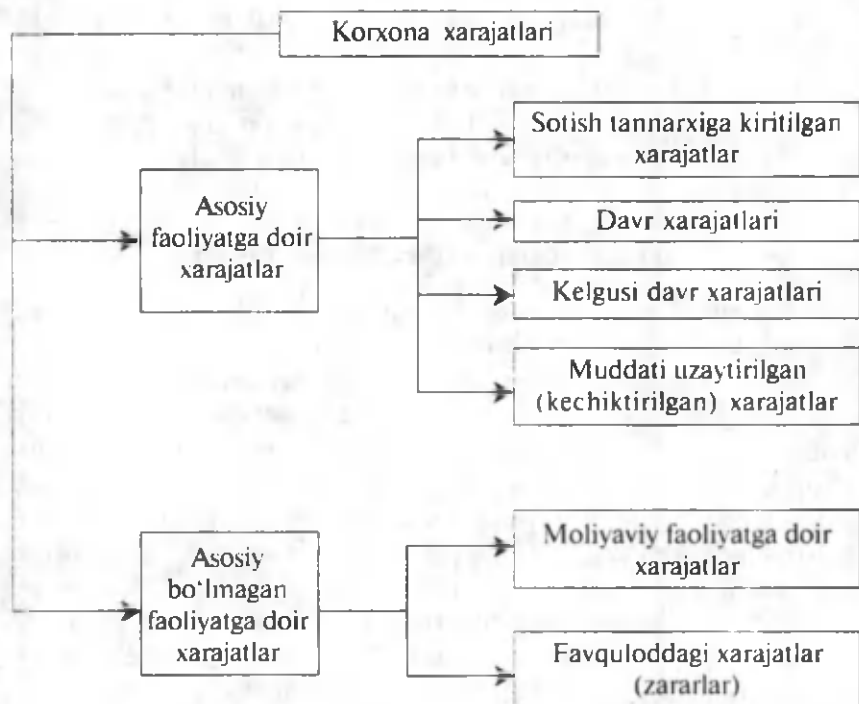 Korxona xarajatlari
Asosiy
faoliyatga doir
xarajatlar
Sotish tannarxiga kiritilgan
xarajatlar
Davr xarajatlari
Kelgusi davr xarajatlari
Muddati uzaytirilgan
(kechiktirilgan) xarajatlar
Asosiy
bo‘lmagan
faoliyatga doir
xarajatlar
Moliyaviy faoliyatga doir
xarajatlar
Favquloddagi xarajatlar
(zararlar)